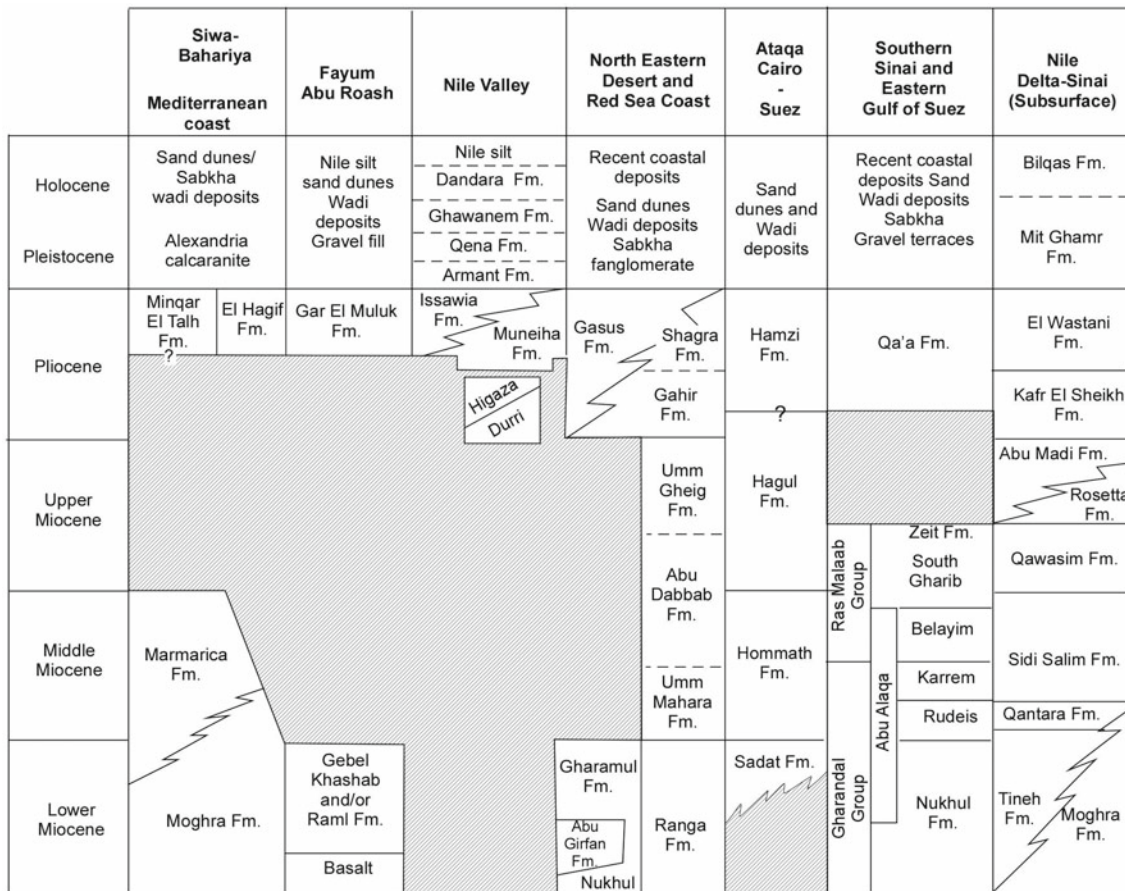 Siwa-
Bahariya
Mediterranean
coast
Fayum
Abu Roash
Nile Valley
North Eastern
Desert and
Red Sea Coast
Ataqa
Cairo
-
Suez
Southern
Sinai and
Eastern
Gulf of Suez
Nile
Delta-Sinai
(Subsurface)
Holocene
Pleistocene
Sand dunes/
Sabkha
wadi deposits
Alexandria
calcaranite
Nile silt
sand dunes
Wadi
deposits
Gravel fill
Nile silt
Dandara Fm.
Ghawanem Fm.
Qena Fm.
Armant Fm.
Recent coastal
deposits
Sand dunes
Wadi deposits
Sabkha
fanglomerate
Sand
dunes and
Wadi
deposits
Recent coastal
deposits Sand
Wadi deposits
Sabkha
Gravel terraces
Bilqas Fm.
Mit Ghamr
Fm.
Pliocene
Minqar
El Talh
Fm.
?
El Hagif
Fm.
Gar El Muluk
Fm.
Issawia
Fm.
Muneiha
Fm.
Higaza
Durri
Gasus
Fm.
Shagra
Fm.
Gahir
Fm.
Hamzi
Fm.
?
Qa'a Fm.
El Wastani
Fm.
Kafr El Sheikh
Fm.
Upper
Miocene
Umm
Gheig
Fm.
Abu
Dabbab
Fm.
Hagul
Fm.
Ras Malaab
Group
Zeit Fm.
South
Gharib
Abu Madi Fm.
Rosetta
Fm.
Qawasim Fm.
Middle
Miocene
Marmarica
Fm.
Umm
Mahara
Fm.
Hommath
Fm.
Abu Alaqa
Belayim
Karrem
Rudeis
Sidi Salim Fm.
Qantara Fm.
Lower
Miocene
Moghra Fm.
Gebel
Khashab
and/or
Raml Fm.
Basalt
Gharamul
Fm.
Abu
Girfan
Fm.
Nukhul
Ranga
Fm.
Sadat Fm.
Gharandal
Group
Nukhul
Fm.
Tineh
Fm.
Moghra
Fm.